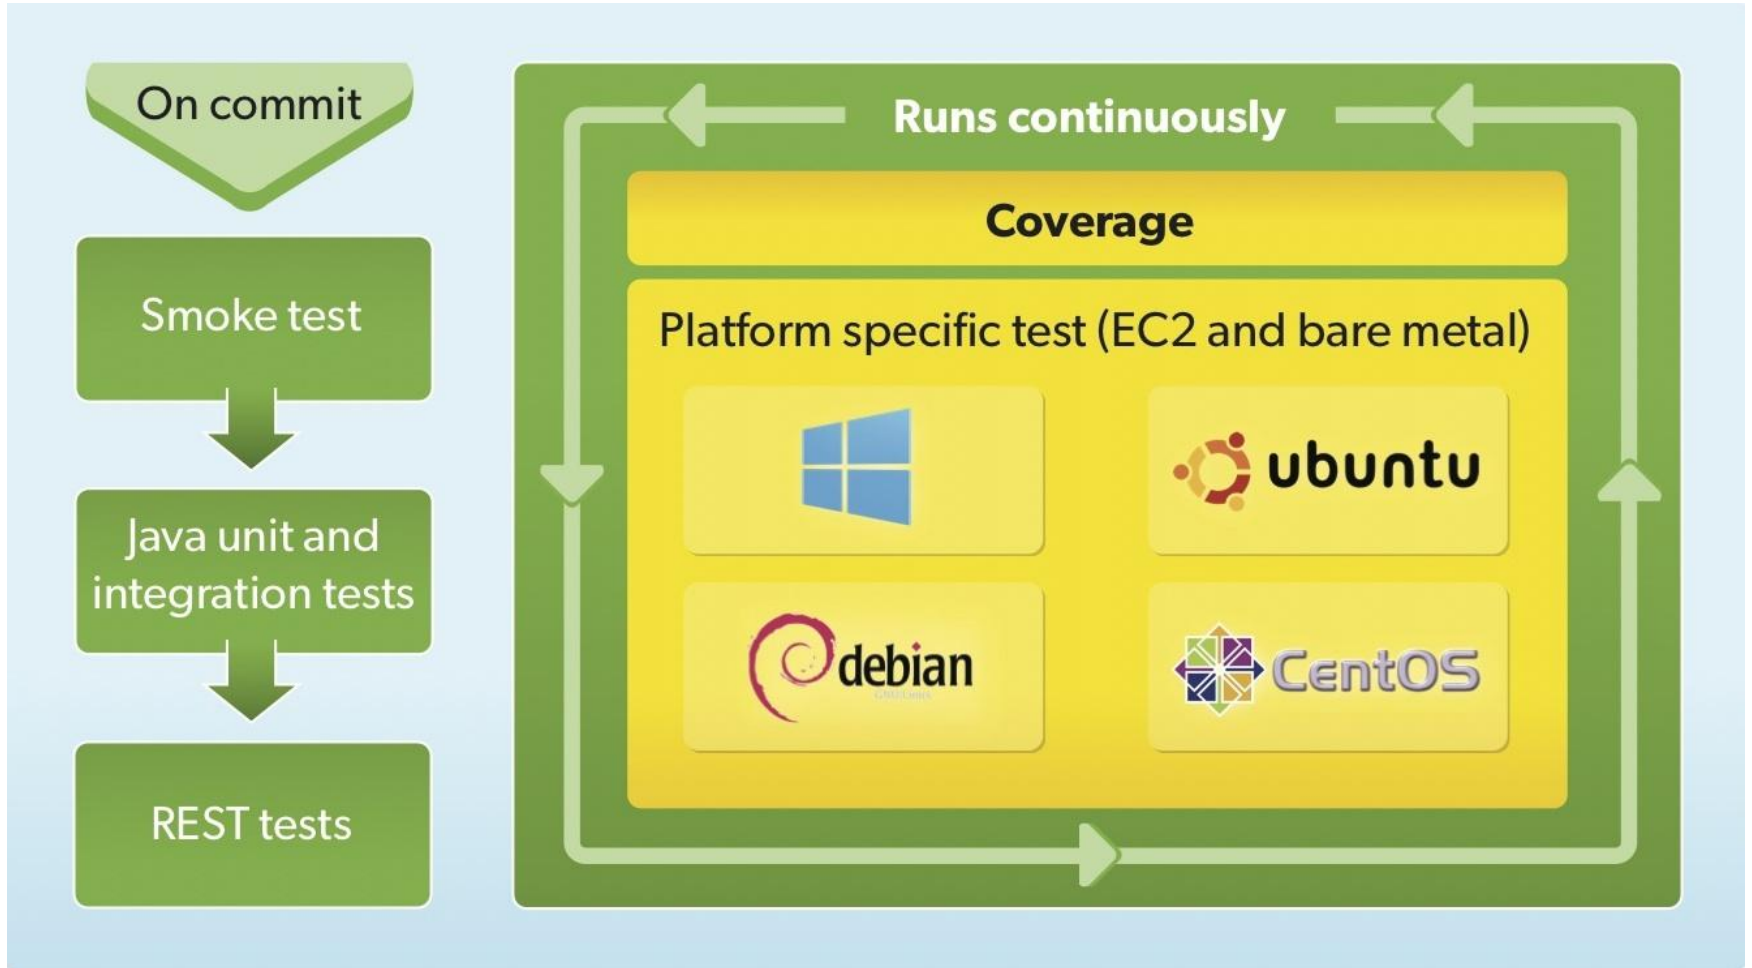 On commit
Smoke test
Java unit and
integration tests
REST tests
Runs continuously
Coverage
Platform specific test (EC2 and bare metal)
ubuntu
debian
CentOS